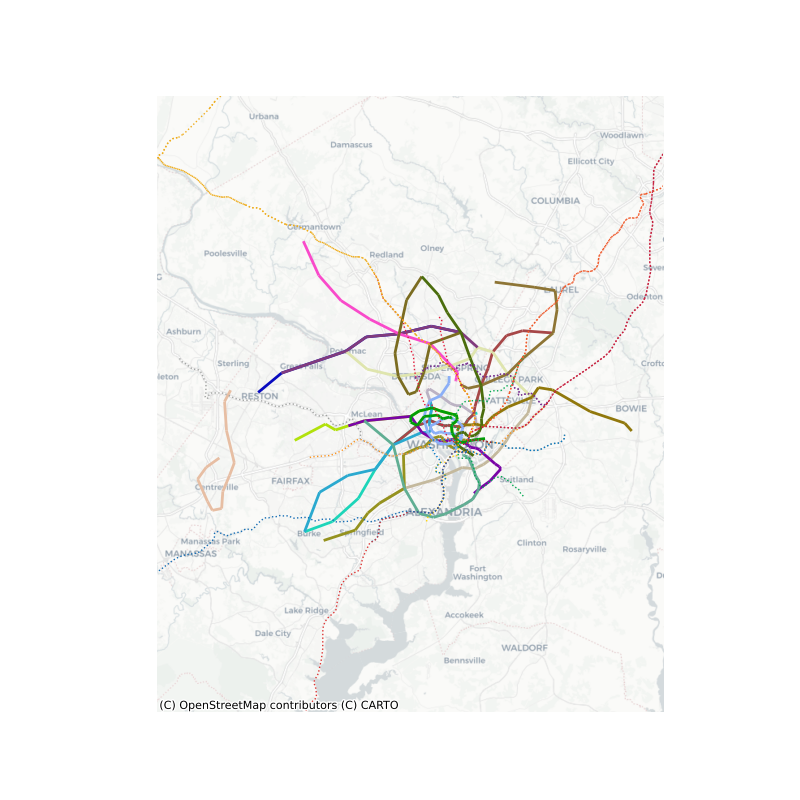 Urbana
Woodlawn
Damascus
Ellicott City
COLUMBIA
Germantown
Olney
Poolesville
Redland
LAUREL
Odenton
Ashburn
Potomac
Sterling
Great Falls
BETHESDA
RESTON
BOWIE
McLean
WASHINGTON
FAIRFAX
Centreville
ALEXANDRIA
Burke
Springfield
Manassas Park
Clinton
MANASSAS
Rosaryville
Fort
Washington
Lake Ridge
Accokeek
Dale City
WALDORF
Bennsville
(C) OpenStreetMap contributors (C) CARTO